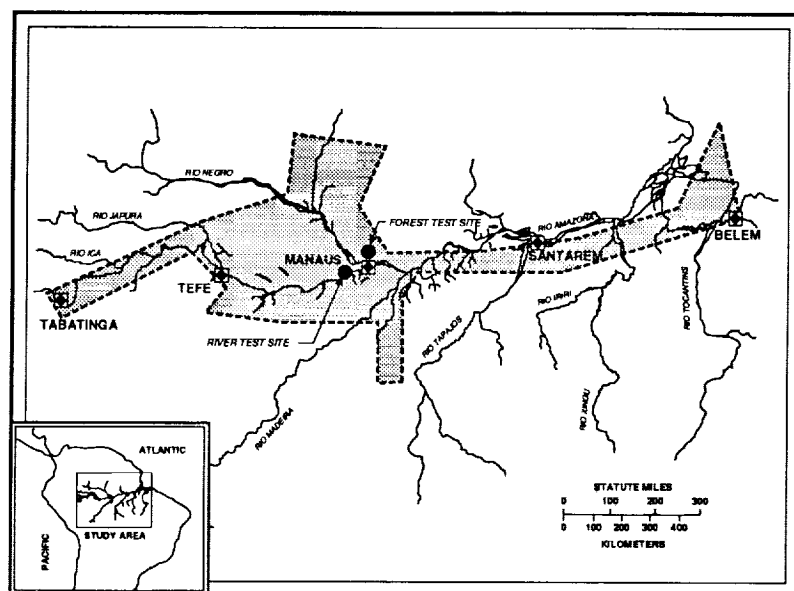 RIO NEGRO
RIO JAPURA
FOREST TEST SITE
RIO AMAZONAS
RIO ICA
MANAUS
SANTAREM
BELEM
TEFE
TABATINGA
RIVER TEST SITE
RIO TAPAJOS
RIO IRIRI
RIO TOCANTINS
RIO MADEIRA
RIO XINGU
ATLANTIC
PACIFIC
STUDY AREA
STATUTE MILES
0 100 200 300
0 100 200 300 400
KILOMETERS